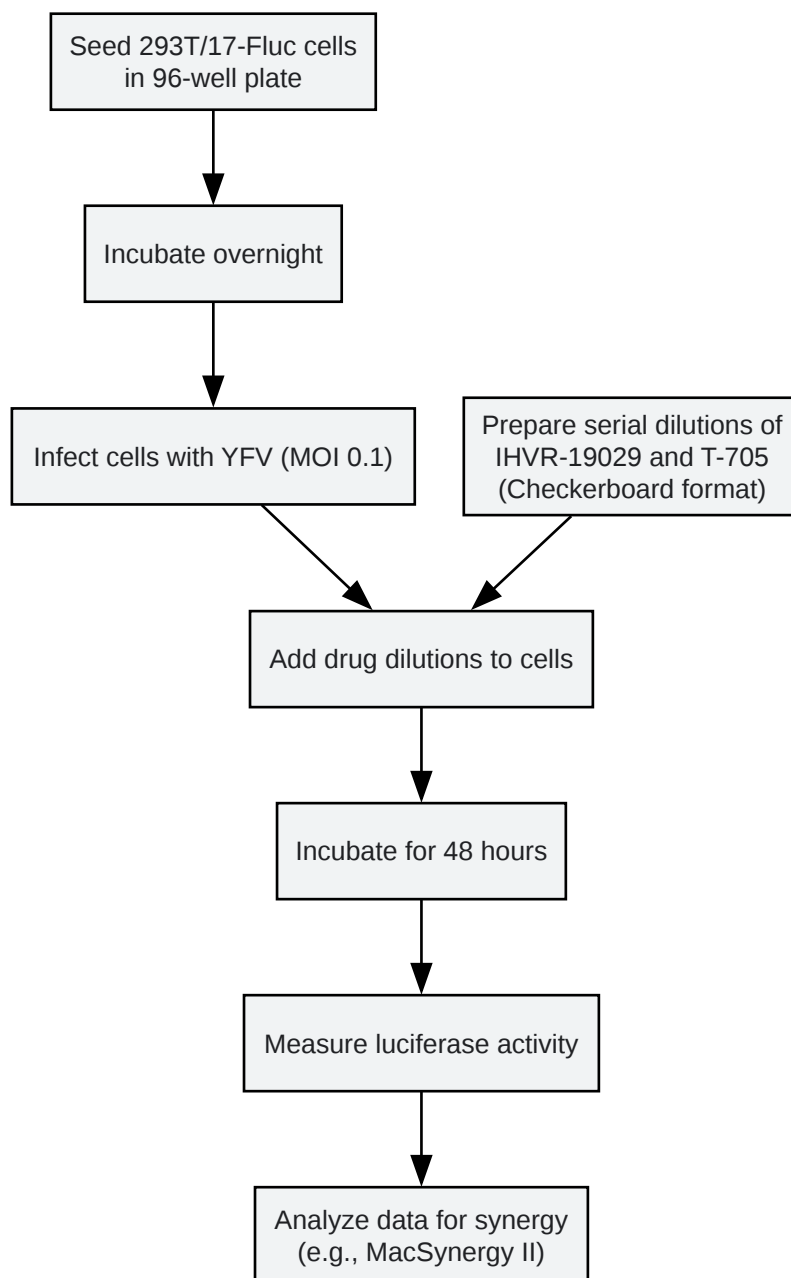 Seed 293T/17-Fluc cells
in 96-well plate
Incubate overnight
Infect cells with YFV (MOI 0.1)
Prepare serial dilutions of
IHVR-19029 and T-705
(Checkerboard format)
Add drug dilutions to cells
Incubate for 48 hours
Measure luciferase activity
Analyze data for synergy
(e.g., MacSynergy II)